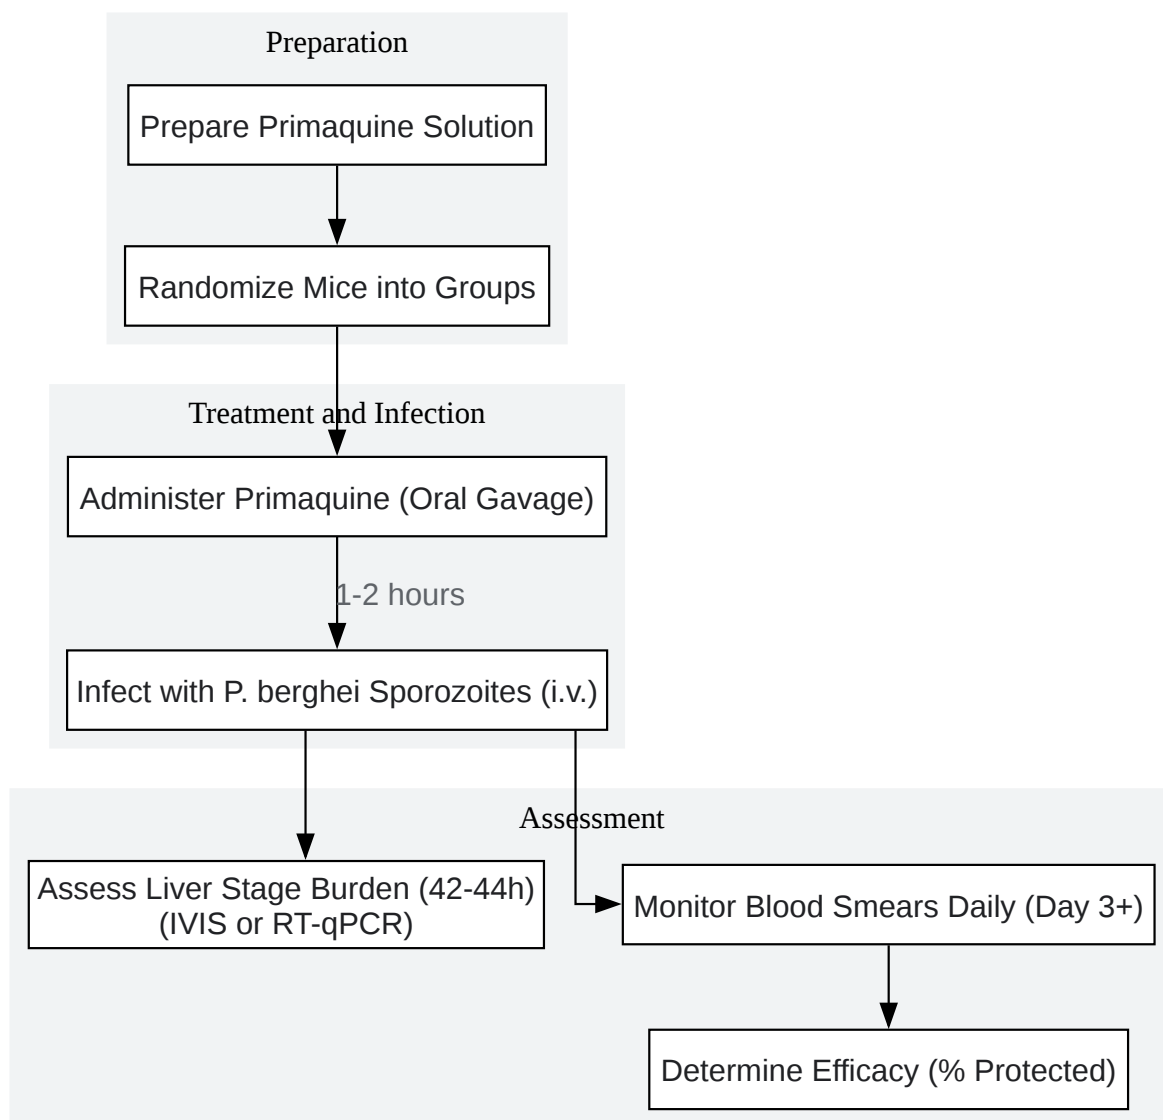 Preparation
Prepare Primaquine Solution
Randomize Mice into Groups
Treatment and Infection
Administer Primaquine (Oral Gavage)
1-2 hours
Infect with P. berghei Sporozoites (i.v.)
Assessment
Assess Liver Stage Burden (42-44h)
(IVIS or RT-qPCR)
Monitor Blood Smears Daily (Day 3+)
Determine Efficacy (% Protected)